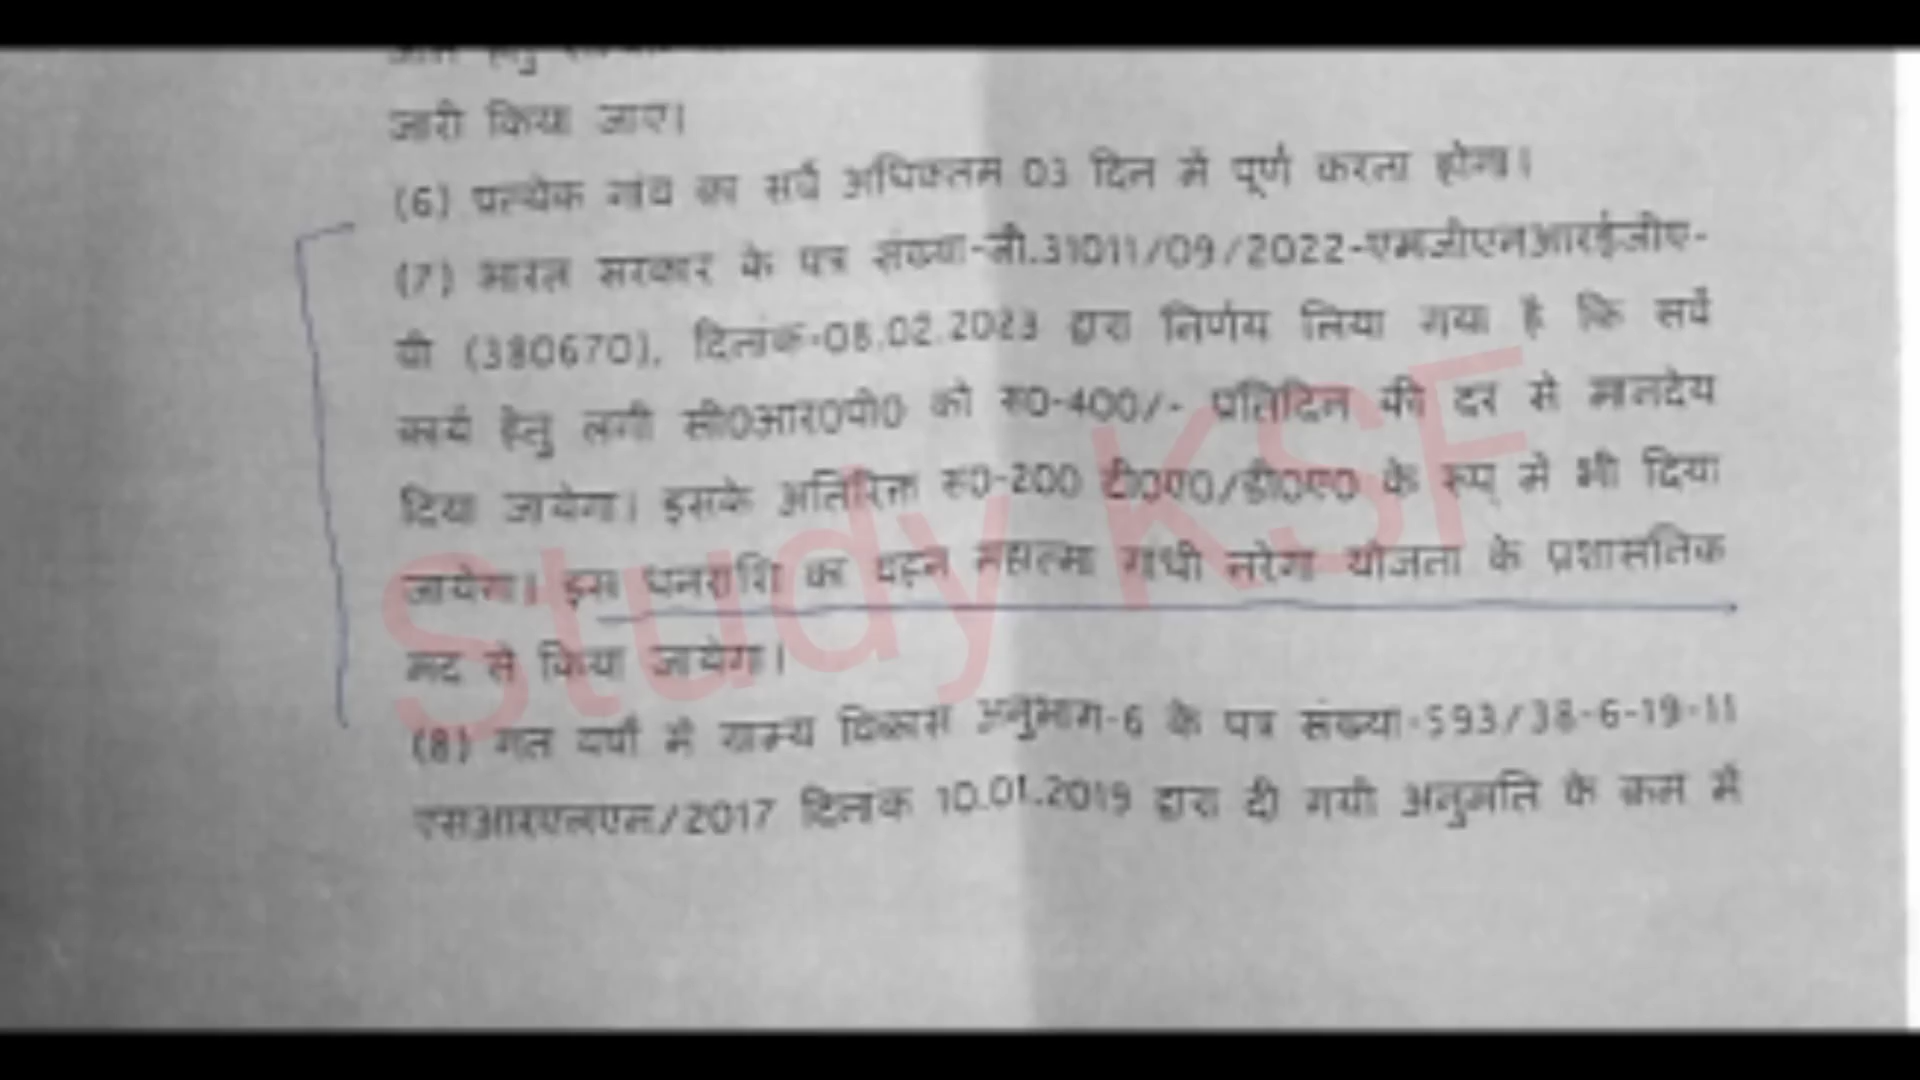 जारी किया जाए।
(6) प्रत्येक गांव का सर्वे अधिकतम 03 दिन में पूर्ण करना होगा।
(7) भारत सरकार के पत्र संख्या-जी.31011/09/2022-एमजीएनआरईजीए-
वी (380670), दिनांक-08.02.2023 द्वारा निर्णय लिया गया है कि सर्वे
कार्य हेतु लगी सी0आर0पी0 को रू0-400/- प्रतिदिन की दर से मानदेय
दिया जायेगा। इसके अतिरिक्त रू0-200 टी0ए0/डी0ए0 के रूप् मे भी दिया
जायेगा। इस धनराशि का वहन महात्मा गांधी नरेगा योजना के प्रशासनिक
मद से किया जायेगा।
(8) गत वर्षों में ग्राम्य विकास अनुभाग-6 के पत्र संख्या-593/38-6-19-11
एसआरएलएम/2017 दिनांक 10.01.2019 द्वारा दी गयी अनुमति के क्रम में
Study KSF